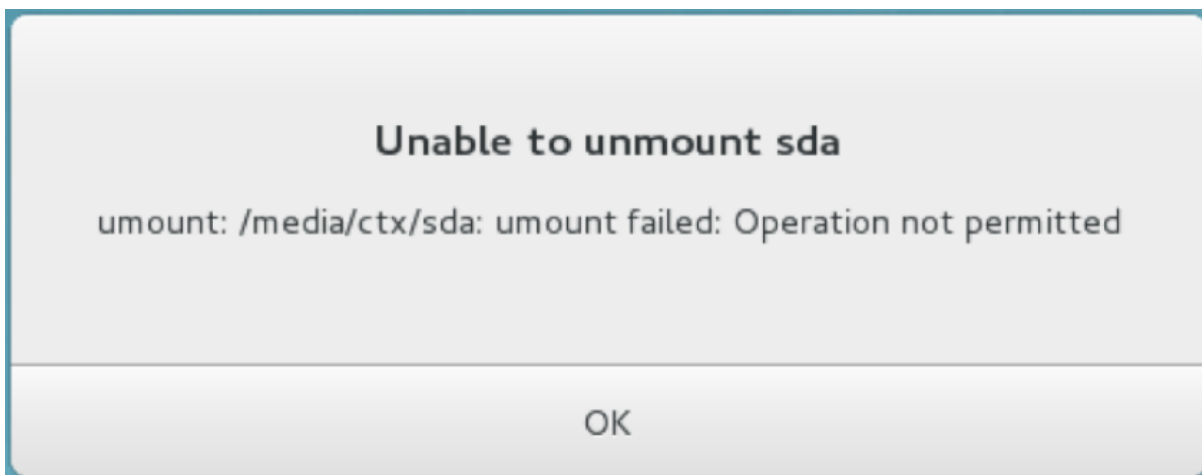 Unable to unmount sda
umount: /media/ctx/sda: umount failed: Operation not permitted
OK